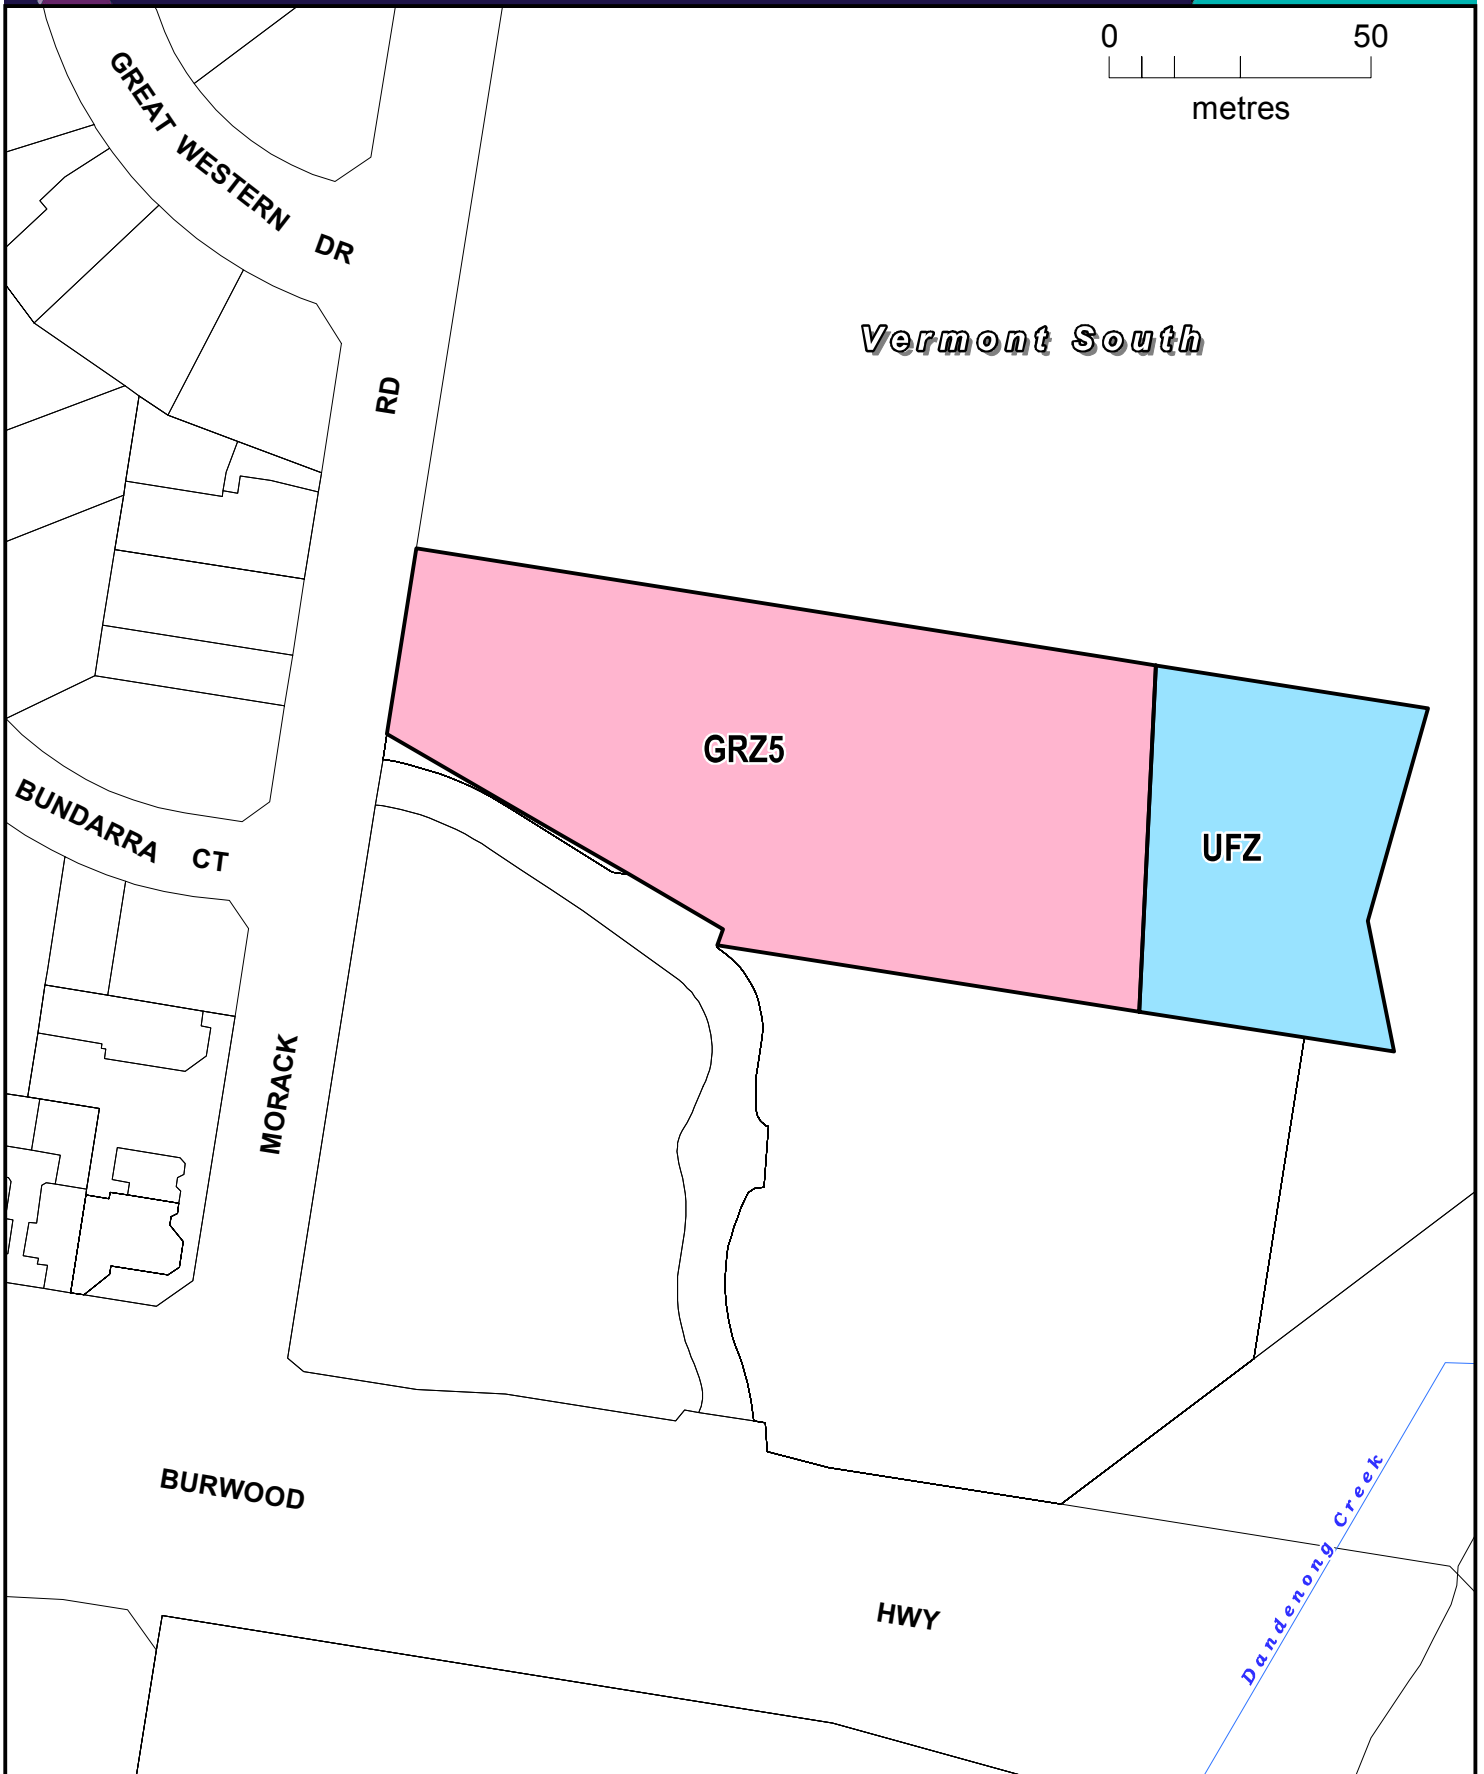 0 50
metres
GREAT WESTERN DR
Vermont South
RD
GRZ5
UFZ
BUNDARRA CT
MORACK
BURWOOD
HWY
Dandenong Creek